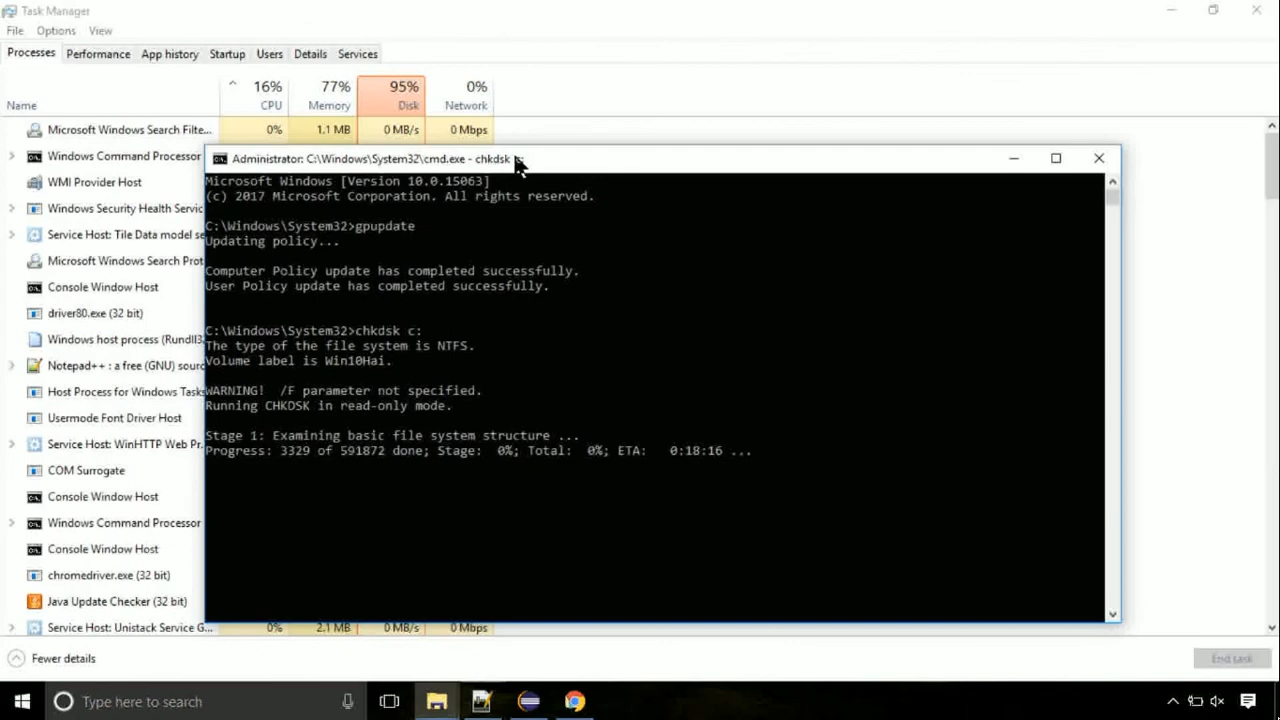 Task Manager
File Options View
Processes Performance App history Startup Users Details Services
16% 77% 95% 0%
Name CPU Memory Disk Network
Microsoft Windows Search Filte... 0% 1.1 MB 0 MB/s 0 Mbps
Windows Command Processor
WMI Provider Host
Windows Security Health Servic
Service Host: Tile Data model se
Microsoft Windows Search Prot
Console Window Host
driver80.exe (32 bit)
Windows host process (Rundll3
Notepad++ : a free (GNU) sourc
Host Process for Windows Task
Usermode Font Driver Host
Service Host: WinHTTP Web Pr
COM Surrogate
Console Window Host
Windows Command Processor
Console Window Host
chromedriver.exe (32 bit)
Java Update Checker (32 bit)
Service Host: Unistack Service G... 0% 2.1 MB 0 MB/s 0 Mbps
Administrator: C:\Windows\System32\cmd.exe - chkdsk
Microsoft Windows [Version 10.0.15063]
(c) 2017 Microsoft Corporation. All rights reserved.
C:\Windows\System32>gpupdate
Updating policy...
Computer Policy update has completed successfully.
User Policy update has completed successfully.
C:\Windows\System32>chkdsk c:
The type of the file system is NTFS.
Volume label is Win10Hai.
WARNING! /F parameter not specified.
Running CHKDSK in read-only mode.
Stage 1: Examining basic file system structure ...
Progress: 3329 of 591872 done; Stage: 0%; Total: 0%; ETA: 0:18:16 ...
Fewer details
End task
Type here to search